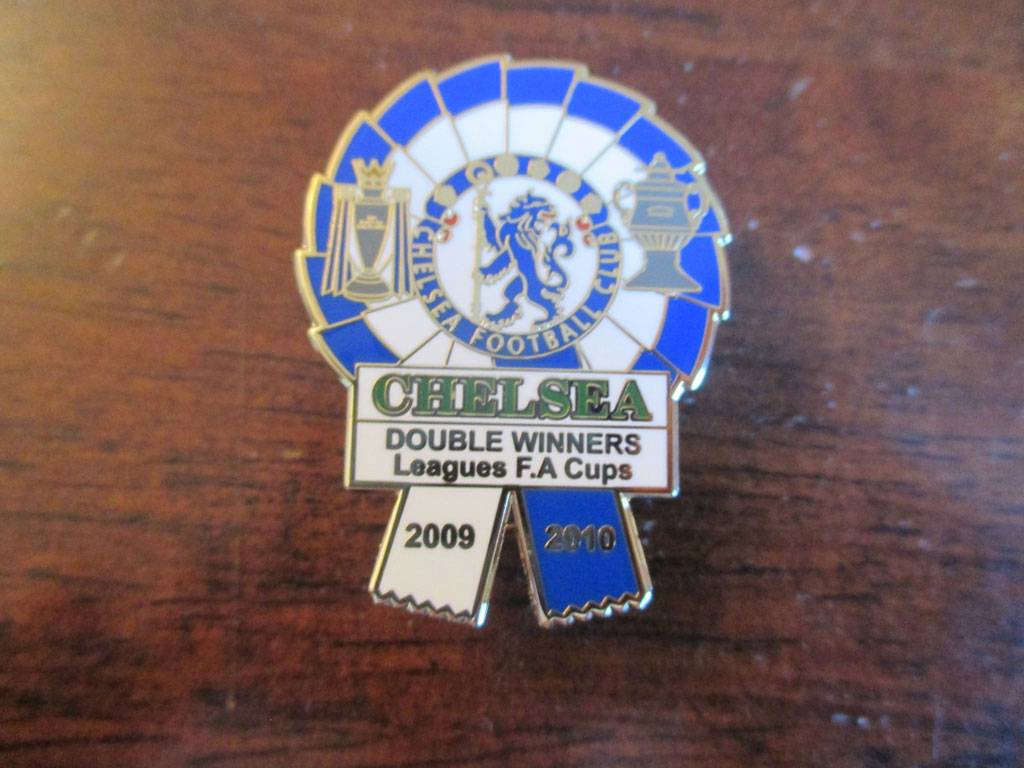 CHELSEA FOOTBALL CLUB
CHELSEA
DOUBLE WINNERS
Leagues F.A Cups
2009
2010